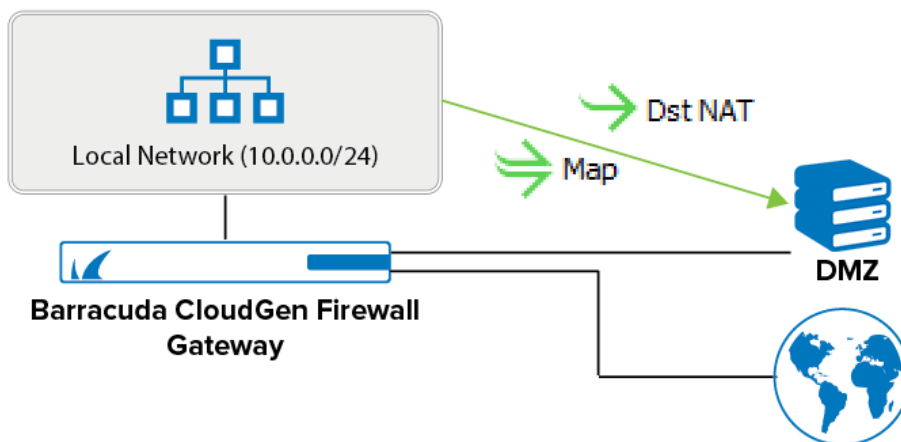 Dst NAT
Map
Local Network (10.0.0.0/24)
DMZ
Barracuda CloudGen Firewall
Gateway